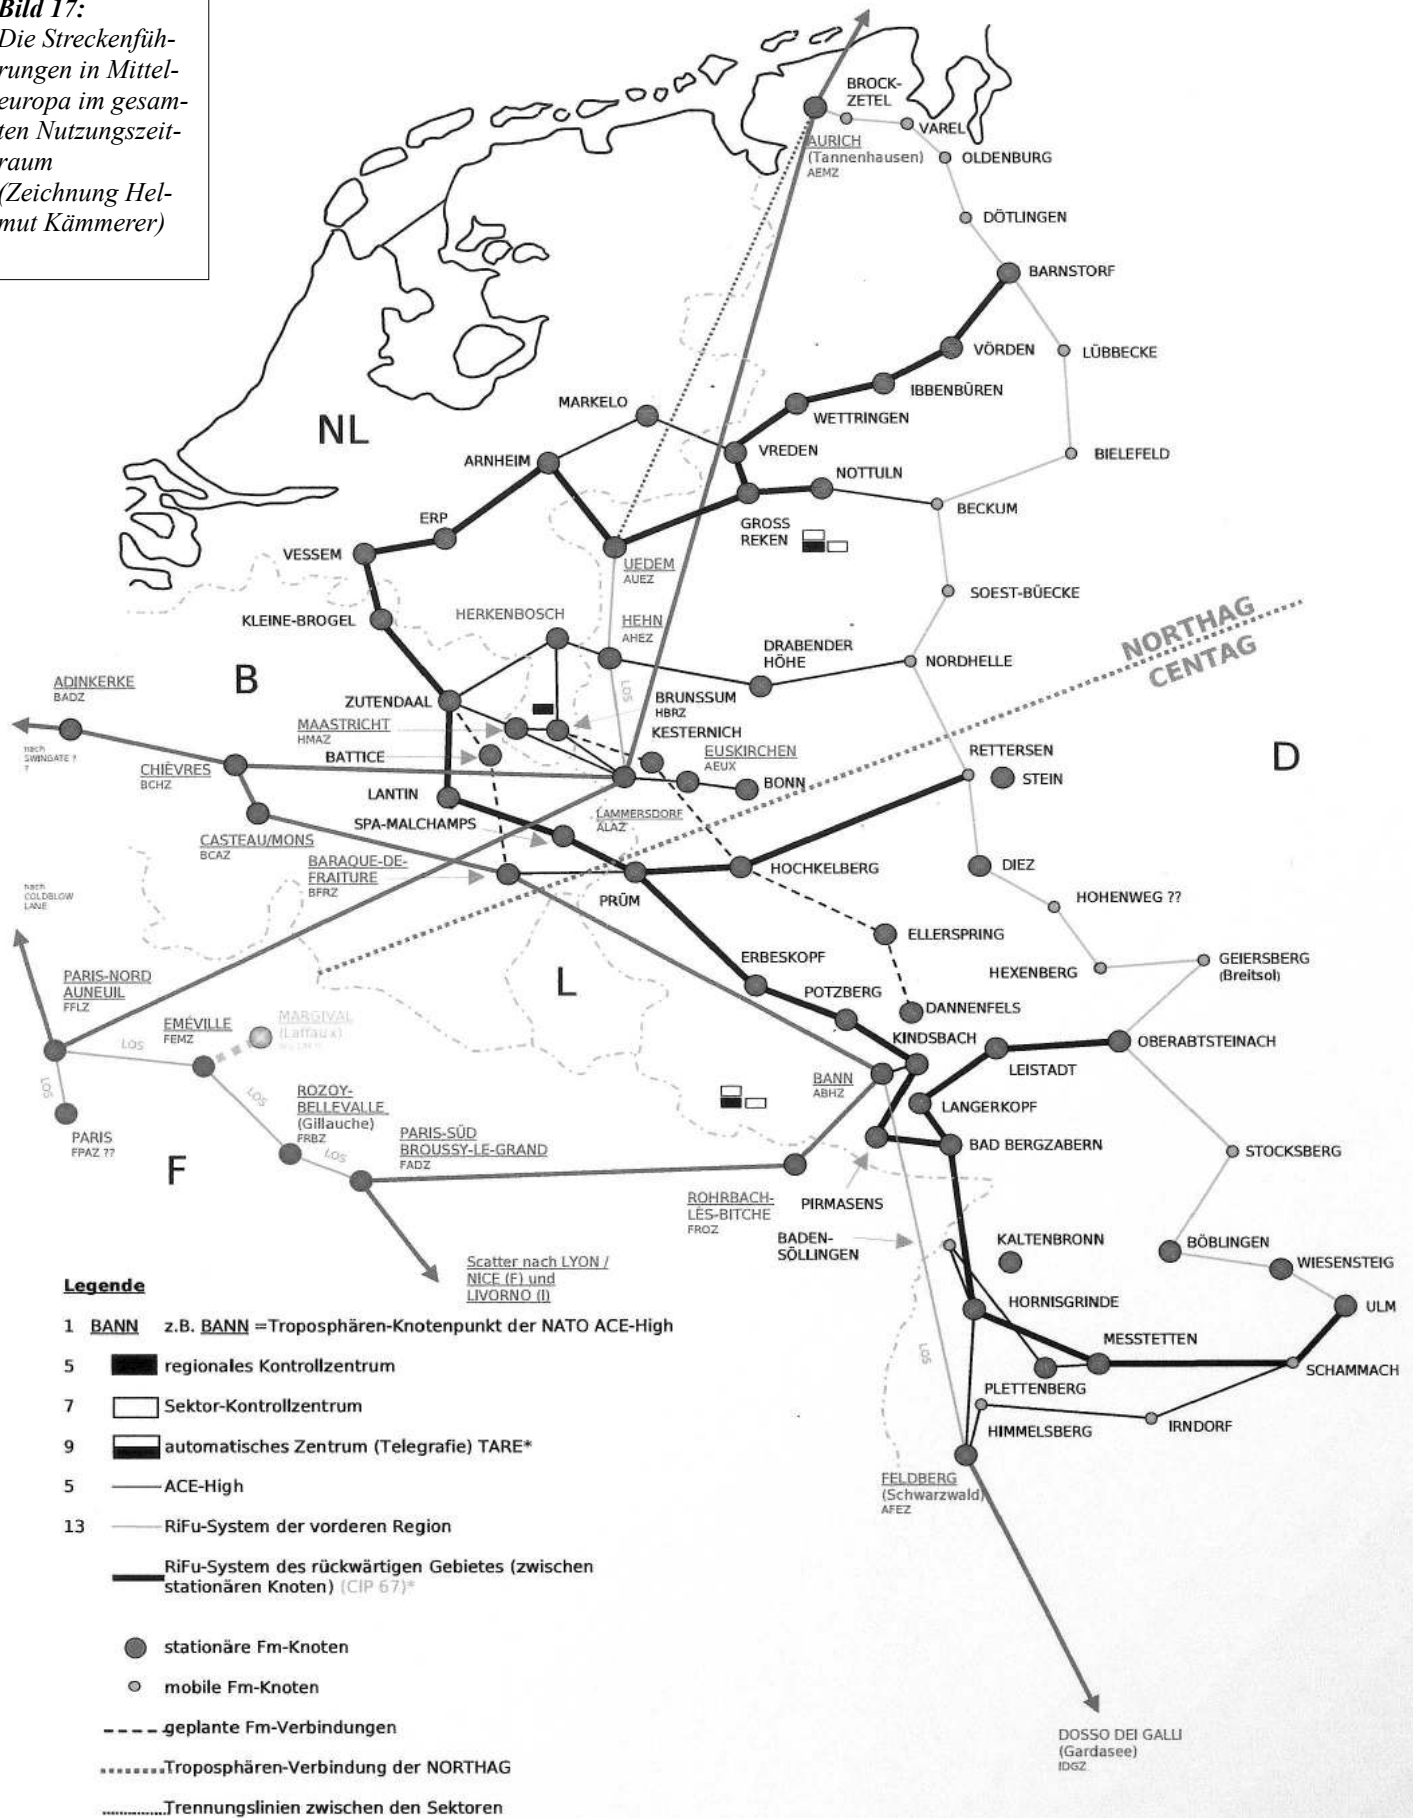 Bild 17:
Die Streckenfüh-
rungen in Mittel-
europa im gesam-
ten Nutzungszeit-
raum
(Zeichnung Hel-
mut Kämmerer)
BROCK-
ZETEL
VAREL
AURICH
(Tannenhausen)
AEMZ
OLDENBURG
DÖTLINGEN
BARNSTORF
VÖRDEN
LÜBBECKE
IBBENBÜREN
MARKELO
WETTRINGEN
NL
VREDEN
BIELEFELD
ARNHEIM
NOTTULN
BECKUM
ERP
GROSS
REKEN
VESSEM
UEDEM
AUEZ
SOEST-BÜECKE
HERKENBOSCH
KLEINE-BROGEL
HEHN
AHEZ
NORTHAG
CENTAG
DRABENDER
HÖHE
NORDHELLE
B
ADINKERKE
BADZ
LOS
ZUTENDAAL
BRUNSSUM
HBRZ
MAASTRICHT
HMAZ
KESTERNICH
nach
SWINGATE ?
?
BATTICE
EUSKIRCHEN
AEUX
RETTERSEN
D
CHIÈVRES
BCHZ
STEIN
BONN
LANTIN
LAMMERSDORF
ALAZ
SPA-MALCHAMPS
CASTEAU/MONS
BCAZ
BARAQUE-DE-
FRAITURE
BFRZ
HOCHKELBERG
DIEZ
nach
COLDBLOW
LANE
PRÜM
HOHENWEG ??
ELLERSPRING
ERBESKOPF
GEIERSBERG
(Breitsol)
HEXENBERG
PARIS-NORD
AUNEUIL
FFLZ
L
POTZBERG
DANNENFELS
MARGIVAL
(Laffaux)
EMÉVILLE
FEMZ
KINDSBACH
OBERABTSTEINACH
LOS
LEISTADT
BANN
ABHZ
LOS
LOS
ROZOY-
BELLEVALLE
(Gillauche)
FRBZ
LANGERKOPF
PARIS
FPAZ ??
PARIS-SÜD
BROUSSY-LE-GRAND
FADZ
BAD BERGZABERN
LOS
STOCKSBERG
F
ROHRBACH-
LÈS-BITCHE
FROZ
PIRMASENS
BADEN-
SÖLLINGEN
KALTENBRONN
BÖBLINGEN
WIESENSTEIG
Scatter nach LYON /
NICE (F) und
LIVORNO (I)
HORNISGRINDE
ULM
MESSTETTEN
LOS
SCHAMMACH
PLETTENBERG
HIMMELSBERG
IRNDORF
FELDBERG
(Schwarzwald)
AFEZ
DOSSO DEI GALLI
(Gardasee)
IDGZ
Legende
1 BANN z.B. BANN =Troposphären-Knotenpunkt der NATO ACE-High
5 regionales Kontrollzentrum
7 Sektor-Kontrollzentrum
9 automatisches Zentrum (Telegrafie) TARE*
5 ACE-High
13 RiFu-System der vorderen Region
RiFu-System des rückwärtigen Gebietes (zwischen
stationären Knoten) (CIP 67)*
stationäre Fm-Knoten
mobile Fm-Knoten
geplante Fm-Verbindungen
Troposphären-Verbindung der NORTHAG
Trennungslinien zwischen den Sektoren